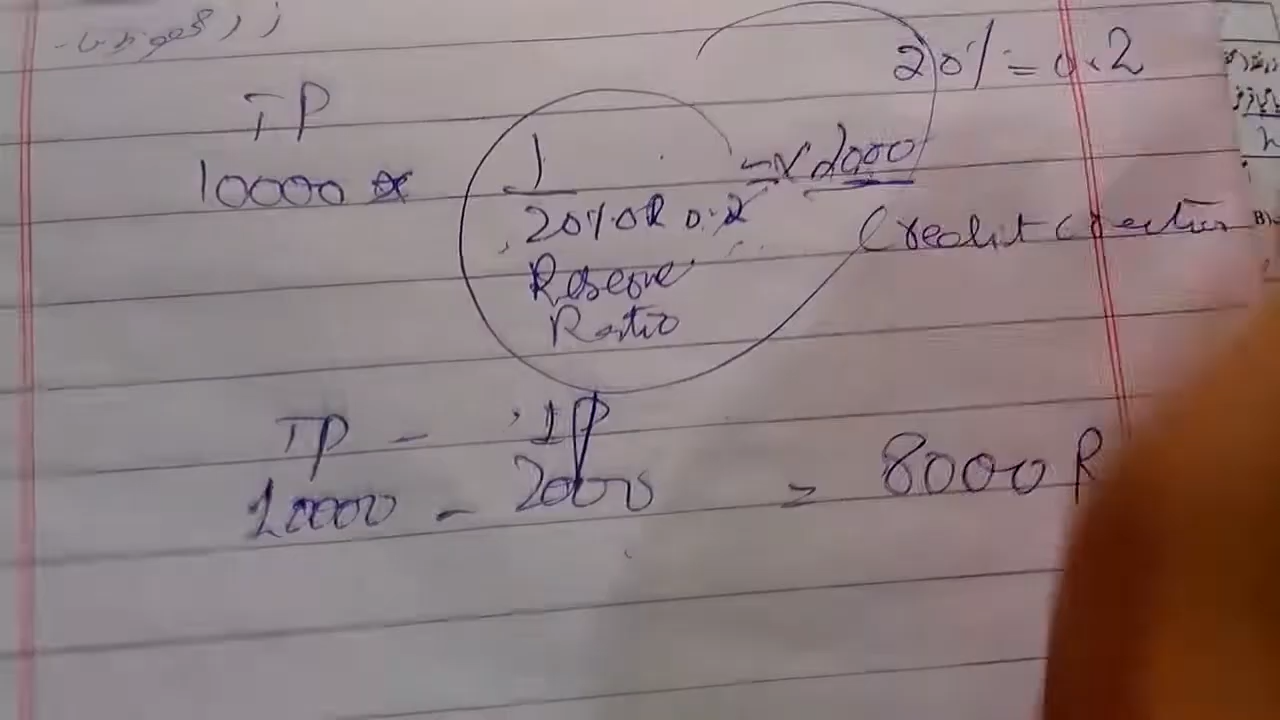 20% = 0.2
TP
10000 ×
1
20% OR 0.2
Reserve
Ratio
= 2000
Credit Creation
TP - IP
10000 - 2000 = 8000 R